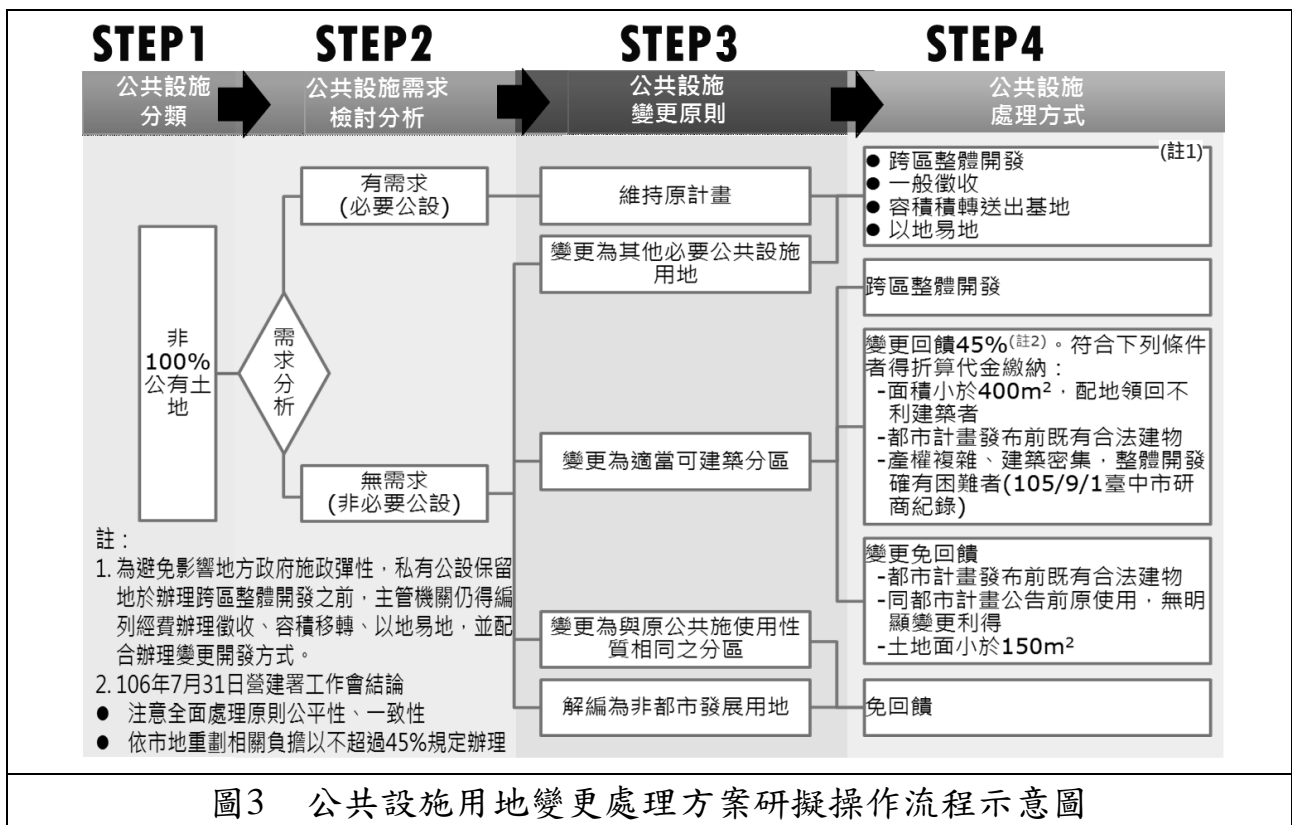 STEP1
STEP2
STEP3
STEP4
公共設施
分類
公共設施需求
檢討分析
公共設施
變更原則
公共設施
處理方式
非
100%
公有土
地
需
求
分
析
有需求
(必要公設)
無需求
(非必要公設)
維持原計畫
變更為其他必要公共設施
用地
變更為適當可建築分區
變更為與原公共施使用性
質相同之分區
解編為非都市發展用地
(註1)
● 跨區整體開發
● 一般徵收
● 容積積轉送出基地
● 以地易地
跨區整體開發
變更回饋45%(註2)。符合下列條件
者得折算代金繳納：
-面積小於400m²，配地領回不
利建築者
-都市計畫發布前既有合法建物
-產權複雜、建築密集，整體開發
確有困難者(105/9/1臺中市研
商紀錄)
變更免回饋
-都市計畫發布前既有合法建物
-同都市計畫公告前原使用，無明
顯變更利得
-土地面小於150m²
免回饋
註：
1. 為避免影響地方政府施政彈性，私有公設保留
地於辦理跨區整體開發之前，主管機關仍得編
列經費辦理徵收、容積移轉、以地易地，並配
合辦理變更開發方式。
2. 106年7月31日營建署工作會結論
● 注意全面處理原則公平性、一致性
● 依市地重劃相關負擔以不超過45%規定辦理
圖3 公共設施用地變更處理方案研擬操作流程示意圖